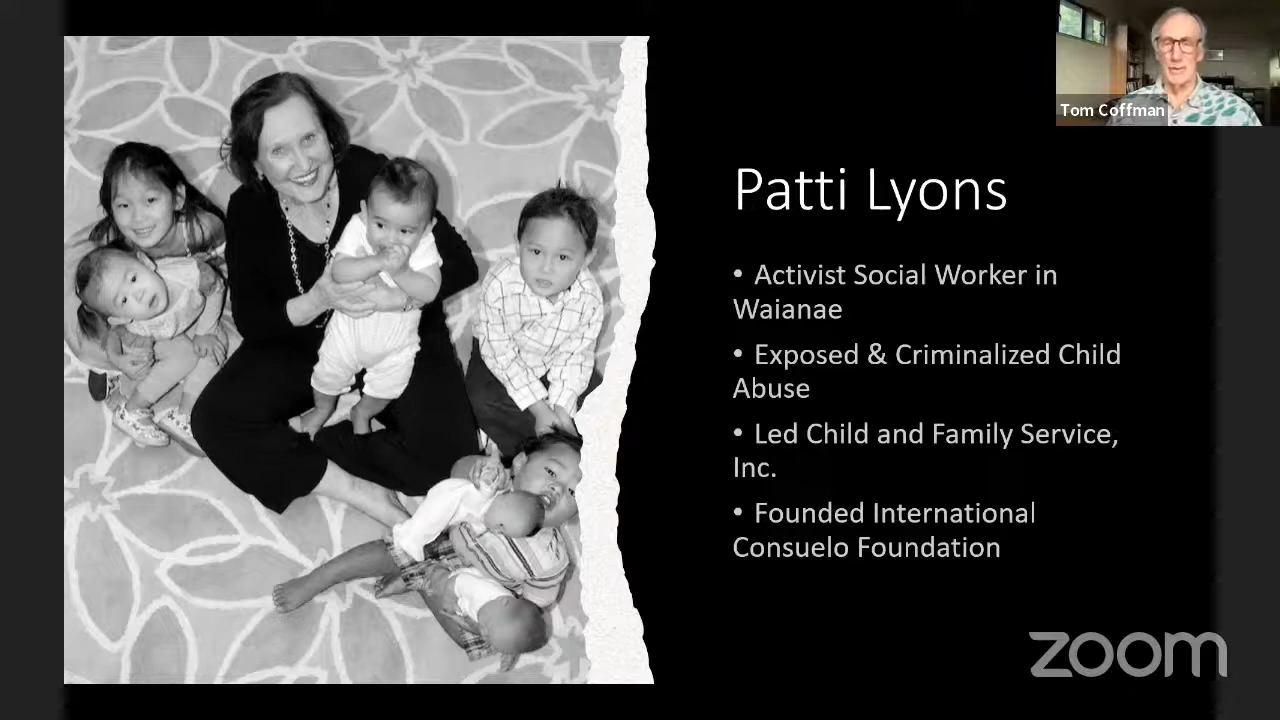 Tom Coffman
Patti Lyons
• Activist Social Worker in
Waianae
• Exposed & Criminalized Child
Abuse
• Led Child and Family Service,
Inc.
• Founded International
Consuelo Foundation
zoom